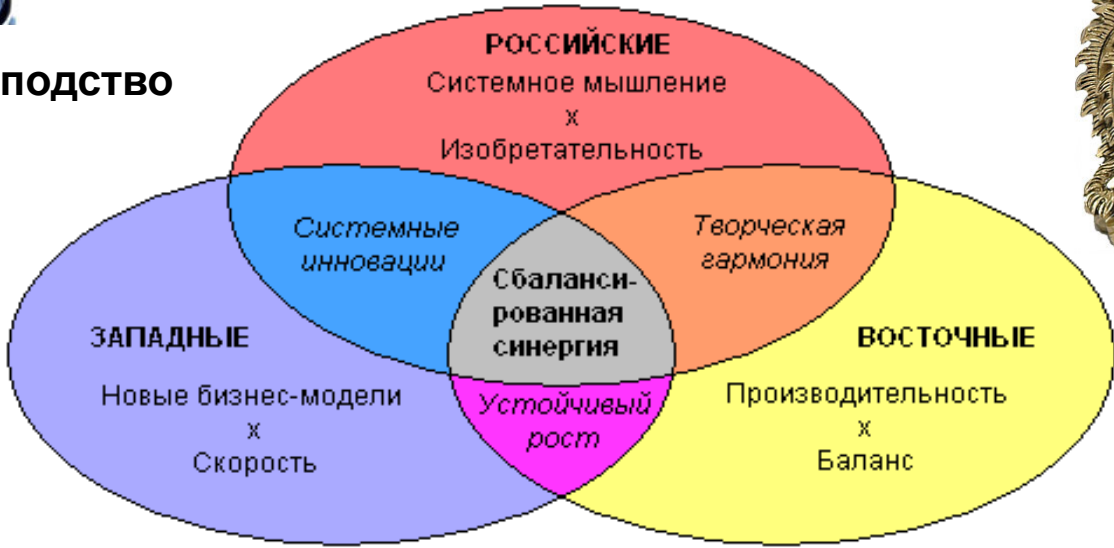 подство
РОССИЙСКИЕ
Системное мышление
x
Изобретательность
Системные
инновации
Творческая
гармония
Сбаланси-
рованная
синергия
ЗАПАДНЫЕ
Новые бизнес-модели
x
Скорость
ВОСТОЧНЫЕ
Производительность
x
Баланс
Устойчивый
рост